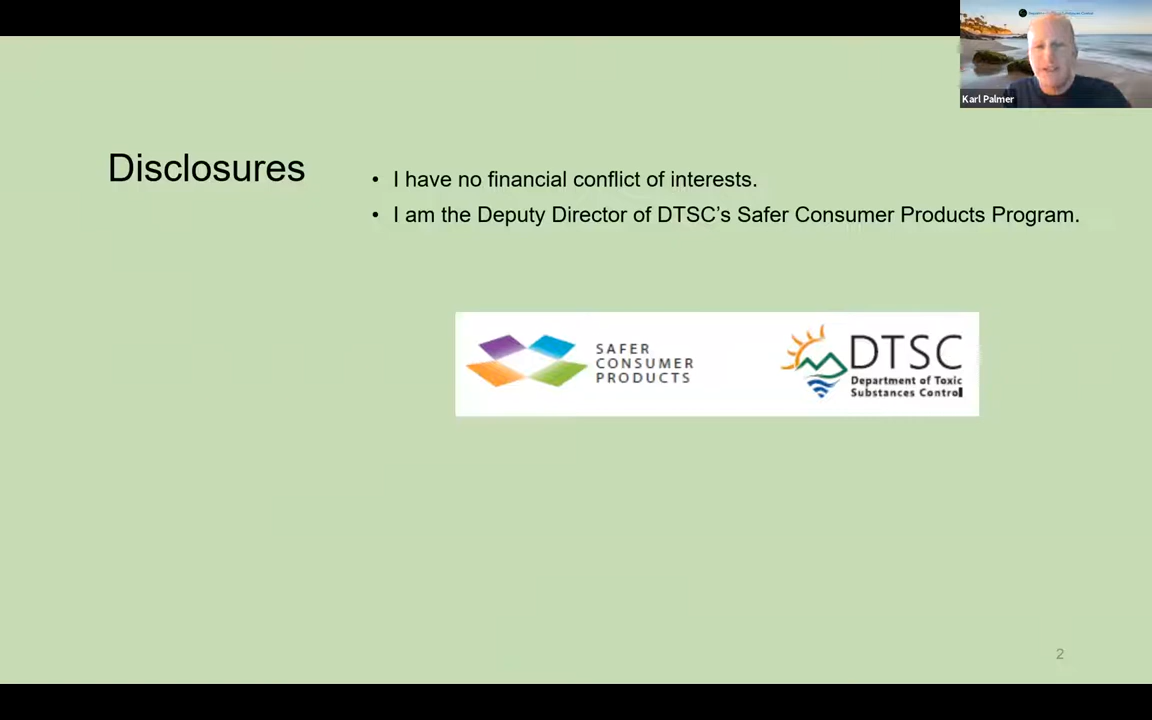 Karl Palmer
Disclosures
• I have no financial conflict of interests.
• I am the Deputy Director of DTSC’s Safer Consumer Products Program.
SAFER
CONSUMER
PRODUCTS
DTSC
Department of Toxic
Substances Control
2